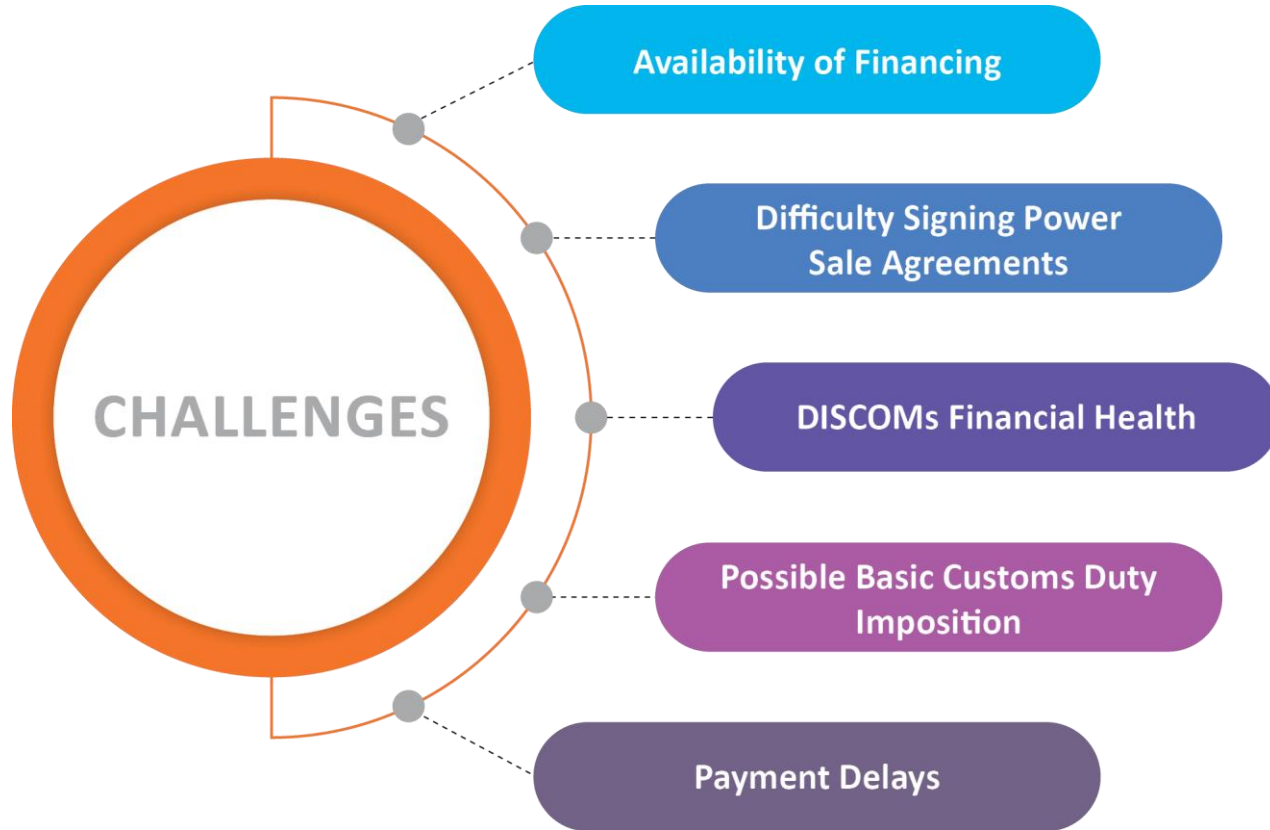 CHALLENGES
Availability of Financing
Difficulty Signing Power
Sale Agreements
DISCOMs Financial Health
Possible Basic Customs Duty
Imposition
Payment Delays